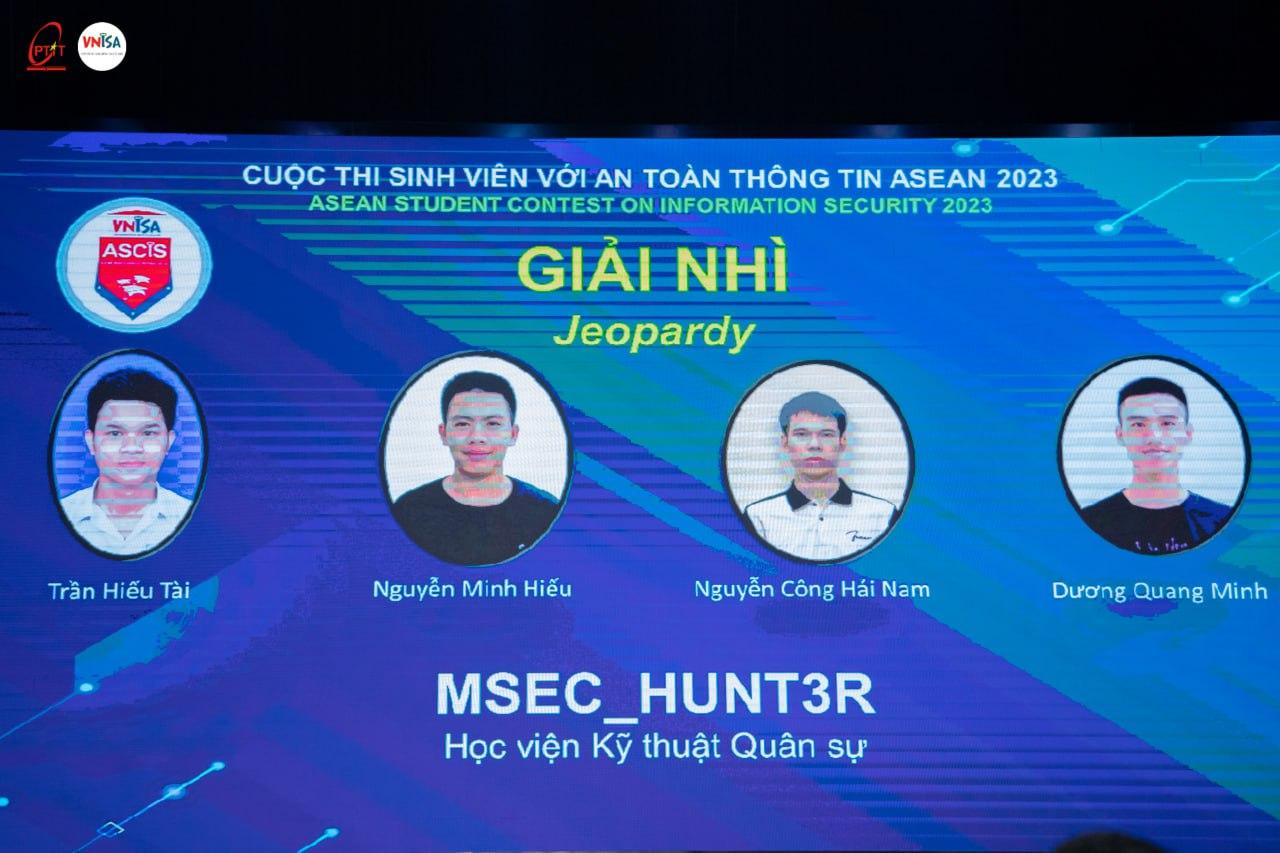 PTIT
VNISA
CUỘC THI SINH VIÊN VỚI AN TOÀN THÔNG TIN ASEAN 2023
ASEAN STUDENT CONTEST ON INFORMATION SECURITY 2023
VNISA
ASCIS
GIẢI NHÌ
Jeopardy
Trần Hiếu Tài
Nguyễn Minh Hiếu
Nguyễn Công Hải Nam
Dương Quang Minh
MSEC_HUNT3R
Học viện Kỹ thuật Quân sự